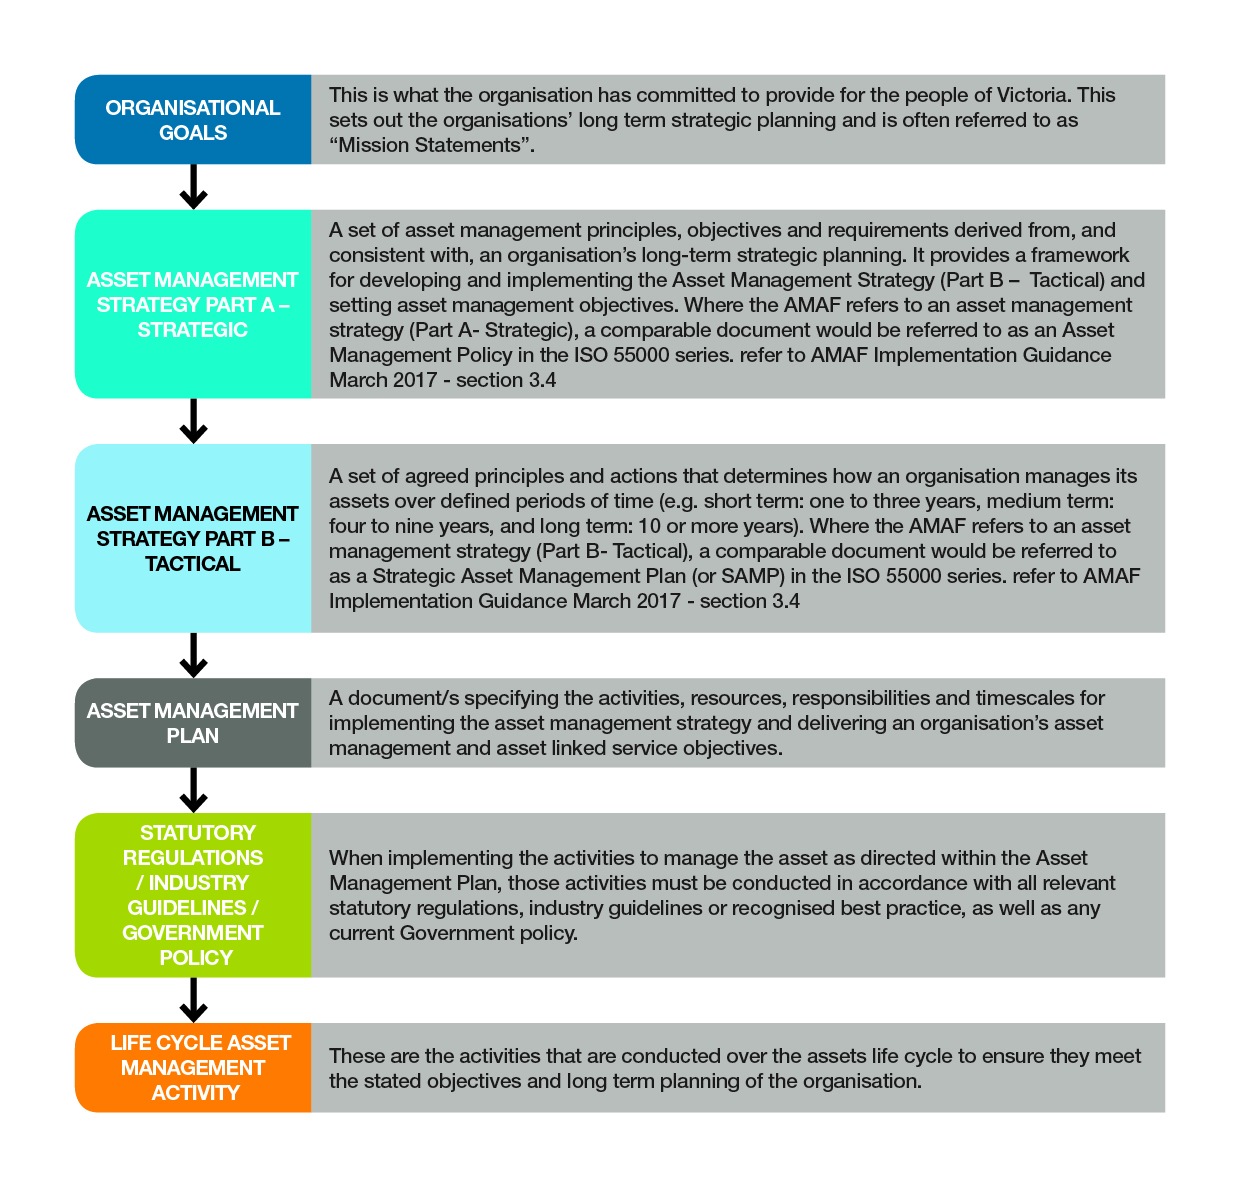 ORGANISATIONAL
GOALS
This is what the organisation has committed to provide for the people of Victoria. This
sets out the organisations’ long term strategic planning and is often referred to as
“Mission Statements”.
ASSET MANAGEMENT
STRATEGY PART A –
STRATEGIC
A set of asset management principles, objectives and requirements derived from, and
consistent with, an organisation’s long-term strategic planning. It provides a framework
for developing and implementing the Asset Management Strategy (Part B – Tactical) and
setting asset management objectives. Where the AMAF refers to an asset management
strategy (Part A- Strategic), a comparable document would be referred to as an Asset
Management Policy in the ISO 55000 series. refer to AMAF Implementation Guidance
March 2017 - section 3.4
ASSET MANAGEMENT
STRATEGY PART B –
TACTICAL
A set of agreed principles and actions that determines how an organisation manages its
assets over defined periods of time (e.g. short term: one to three years, medium term:
four to nine years, and long term: 10 or more years). Where the AMAF refers to an asset
management strategy (Part B- Tactical), a comparable document would be referred to
as a Strategic Asset Management Plan (or SAMP) in the ISO 55000 series. refer to AMAF
Implementation Guidance March 2017 - section 3.4
ASSET MANAGEMENT
PLAN
A document/s specifying the activities, resources, responsibilities and timescales for
implementing the asset management strategy and delivering an organisation’s asset
management and asset linked service objectives.
STATUTORY
REGULATIONS
/ INDUSTRY
GUIDELINES /
GOVERNMENT
POLICY
When implementing the activities to manage the asset as directed within the Asset
Management Plan, those activities must be conducted in accordance with all relevant
statutory regulations, industry guidelines or recognised best practice, as well as any
current Government policy.
LIFE CYCLE ASSET
MANAGEMENT
ACTIVITY
These are the activities that are conducted over the assets life cycle to ensure they meet
the stated objectives and long term planning of the organisation.